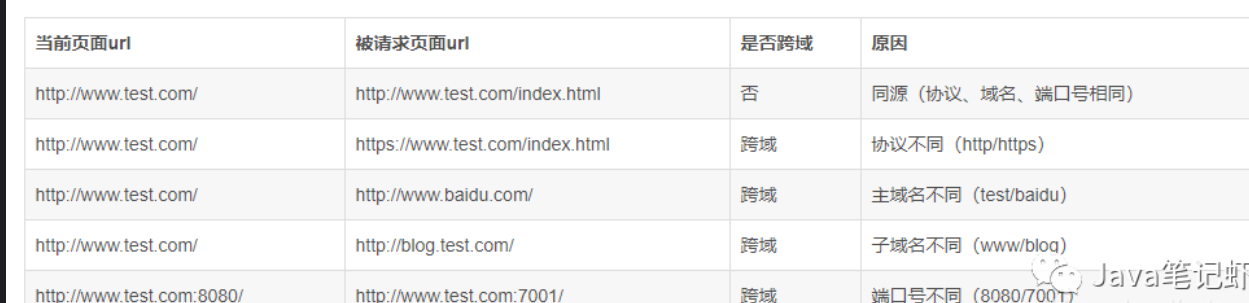 当前页面url 被请求页面url 是否跨域 原因
http://www.test.com/ http://www.test.com/index.html 否 同源（协议、域名、端口号相同）
http://www.test.com/ https://www.test.com/index.html 跨域 协议不同（http/https）
http://www.test.com/ http://www.baidu.com/ 跨域 主域名不同（test/baidu）
http://www.test.com/ http://blog.test.com/ 跨域 子域名不同（www/blog）
http://www.test.com:8080/ http://www.test.com:7001/ 跨域 端口号不同（8080/7001）
Java笔记虾